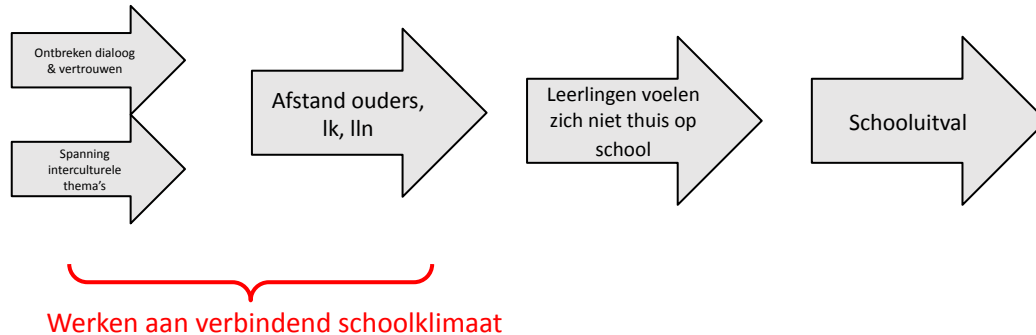 Ontbreken dialoog
& vertrouwen
Spanning
interculturele
thema's
Afstand ouders,
lk, lln
Leerlingen voelen
zich niet thuis op
school
Schooluitval
Werken aan verbindend schoolklimaat